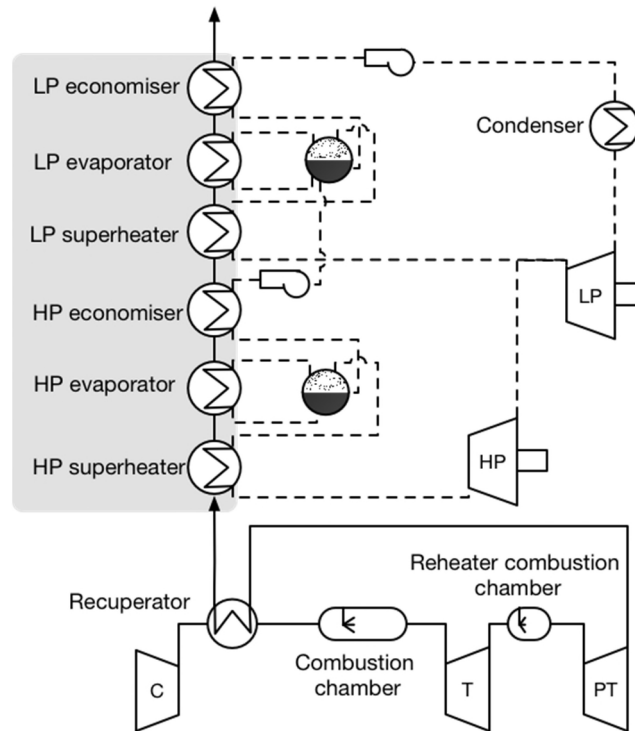 LP economiser
Condenser
LP evaporator
LP superheater
LP
HP economiser
HP evaporator
HP superheater
HP
Recuperator
Reheater combustion
chamber
Combustion
chamber
C
T
PT